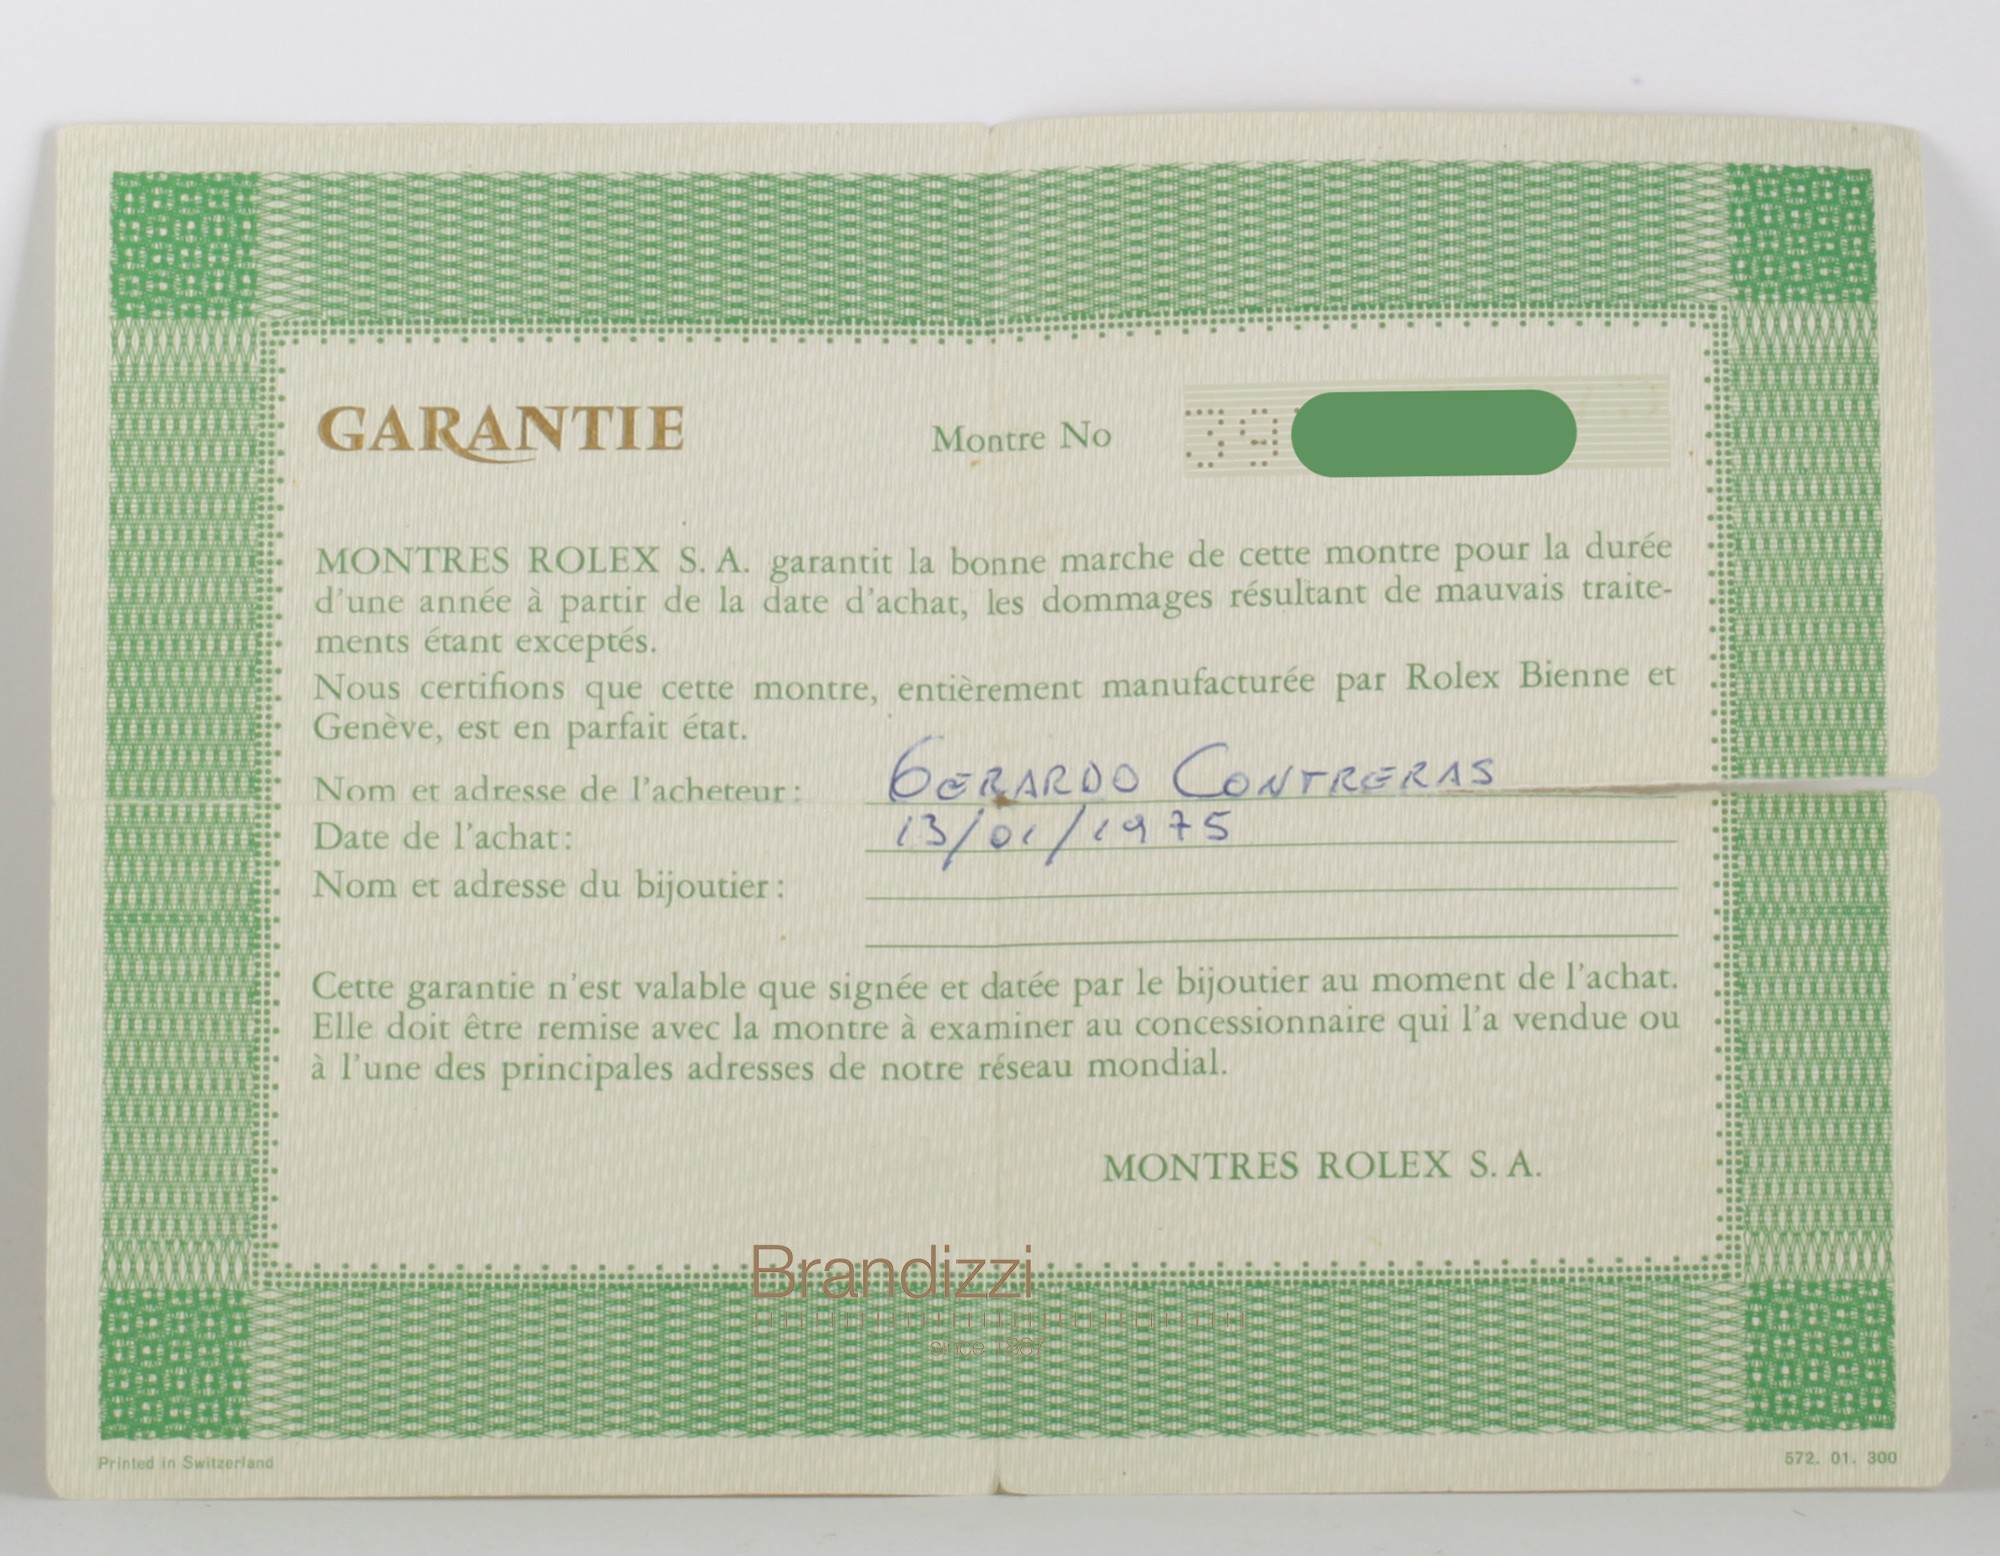 GARANTIE
Montre No 39
MONTRES ROLEX S. A. garantit la bonne marche de cette montre pour la durée
d'une année à partir de la date d'achat, les dommages résultant de mauvais traite-
ments étant exceptés.
Nous certifions que cette montre, entièrement manufacturée par Rolex Bienne et
Genève, est en parfait état.
Nom et adresse de l'acheteur: GERARDO CONTRERAS
Date de l'achat: 13/01/1975
Nom et adresse du bijoutier:
Cette garantie n'est valable que signée et datée par le bijoutier au moment de l'achat.
Elle doit être remise avec la montre à examiner au concessionnaire qui l'a vendue ou
à l'une des principales adresses de notre réseau mondial.
MONTRES ROLEX S. A.
Brandizzi
since 1967
Printed in Switzerland
572. 01. 300